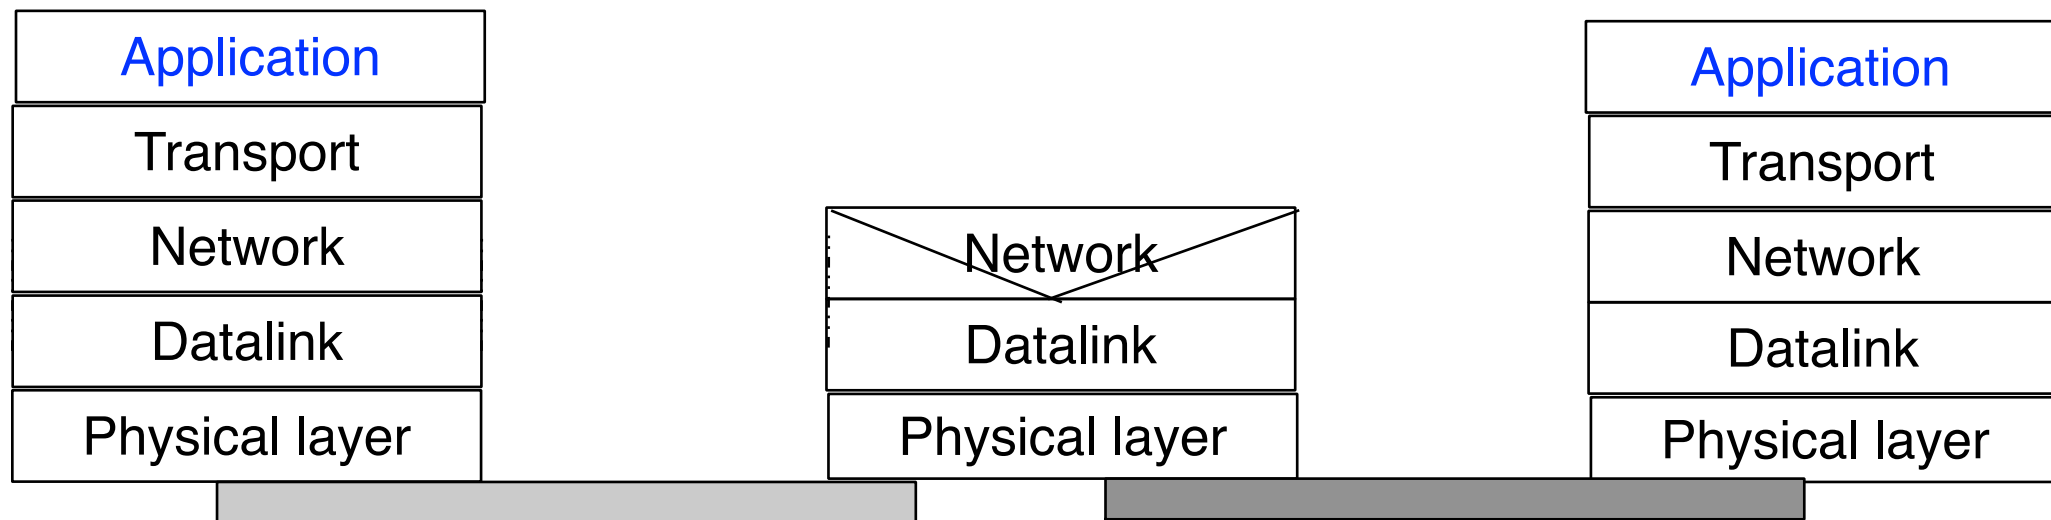 Application
Transport
Network
Datalink
Physical layer
Network
Datalink
Physical layer
Application
Transport
Network
Datalink
Physical layer